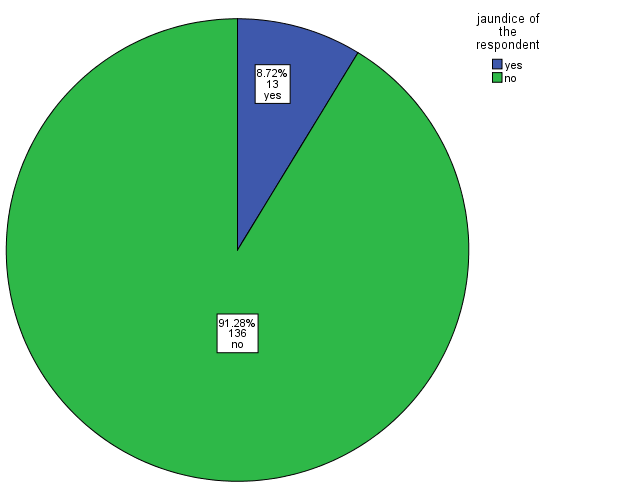 jaundice of
the
respondent
yes
no
8.72%
13
yes
91.28%
136
no